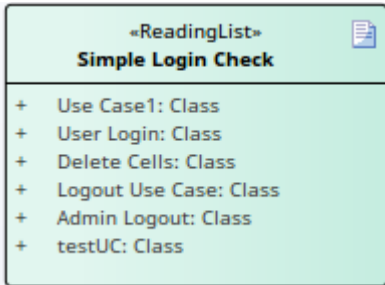 «ReadingList»
Simple Login Check
+ Use Case1: Class
+ User Login: Class
+ Delete Cells: Class
+ Logout Use Case: Class
+ Admin Logout: Class
+ testUC: Class